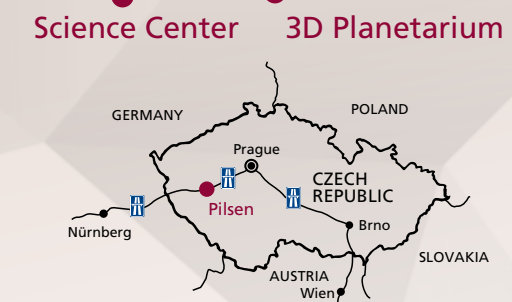 Science Center 3D Planetarium
GERMANY
POLAND
Prague
CZECH
REPUBLIC
Pilsen
Nürnberg
Brno
SLOVAKIA
AUSTRIA
Wien